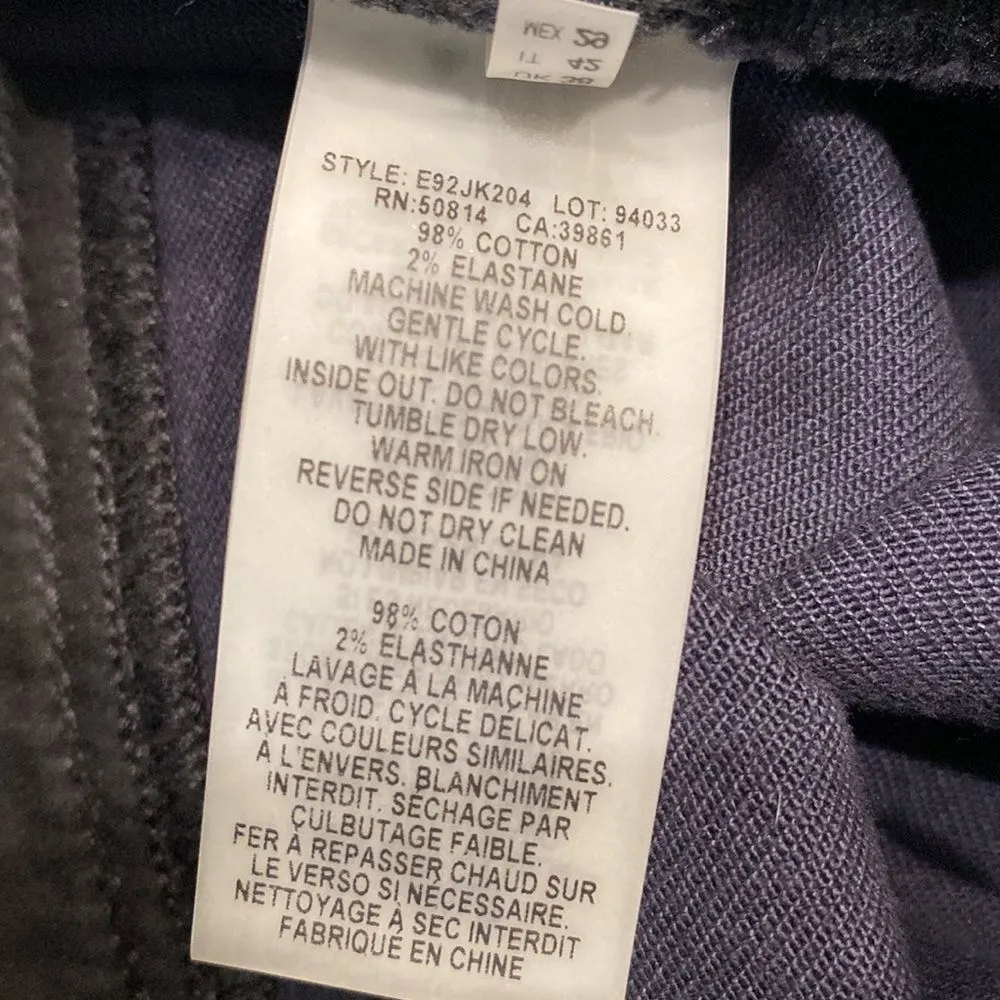 MEX 29
IT 42
STYLE: E92JK204 LOT: 94033
RN:50814 CA:39861
98% COTTON
2% ELASTANE
MACHINE WASH COLD.
GENTLE CYCLE.
WITH LIKE COLORS.
INSIDE OUT. DO NOT BLEACH.
TUMBLE DRY LOW.
WARM IRON ON
REVERSE SIDE IF NEEDED.
DO NOT DRY CLEAN
MADE IN CHINA
98% COTON
2% ELASTHANNE
LAVAGE À LA MACHINE
À FROID. CYCLE DÉLICAT.
AVEC COULEURS SIMILAIRES.
À L'ENVERS. BLANCHIMENT
INTERDIT. SÉCHAGE PAR
CULBUTAGE FAIBLE.
FER À REPASSER CHAUD SUR
LE VERSO SI NÉCESSAIRE.
NETTOYAGE À SEC INTERDIT
FABRIQUÉ EN CHINE